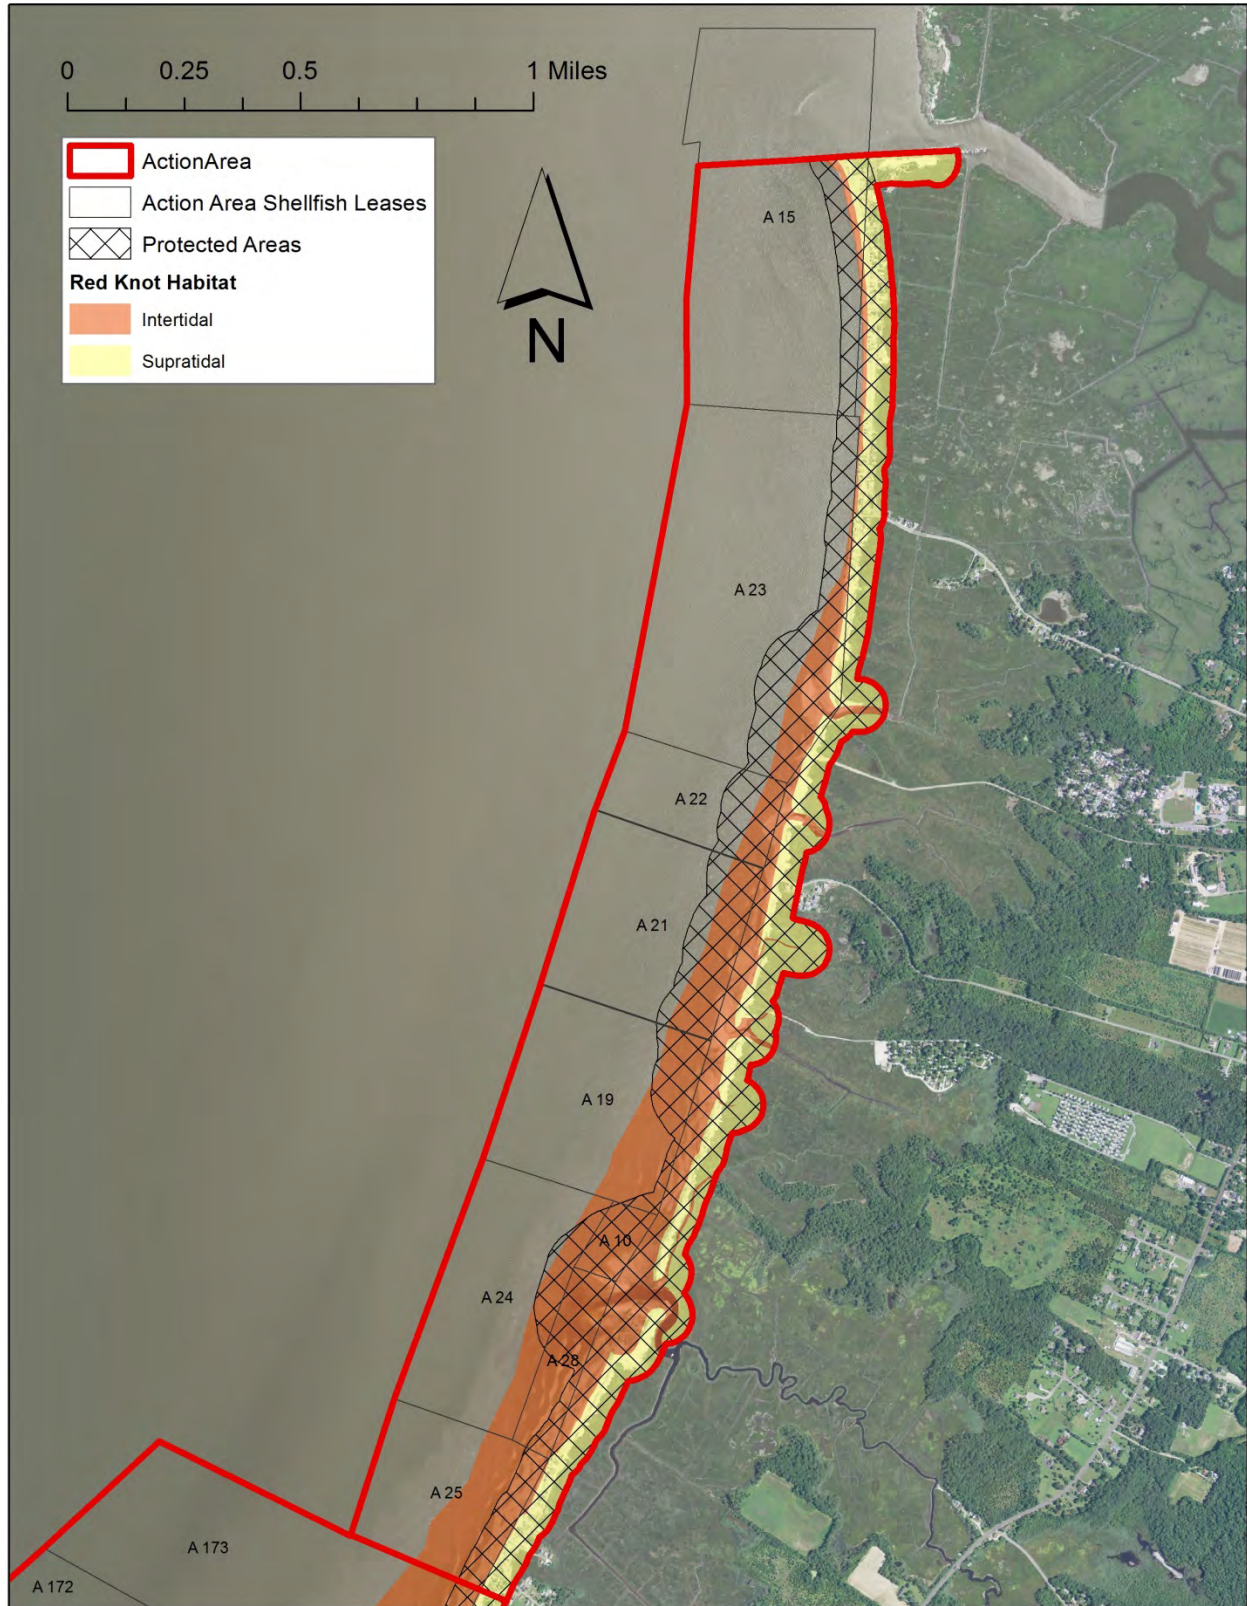 0 0.25 0.5 1 Miles
ActionArea
Action Area Shellfish Leases
Protected Areas
Red Knot Habitat
Intertidal
Supratidal
N
A 15
A 23
A 22
A 21
A 19
A 10
A 24
A 28
A 25
A 173
A 172